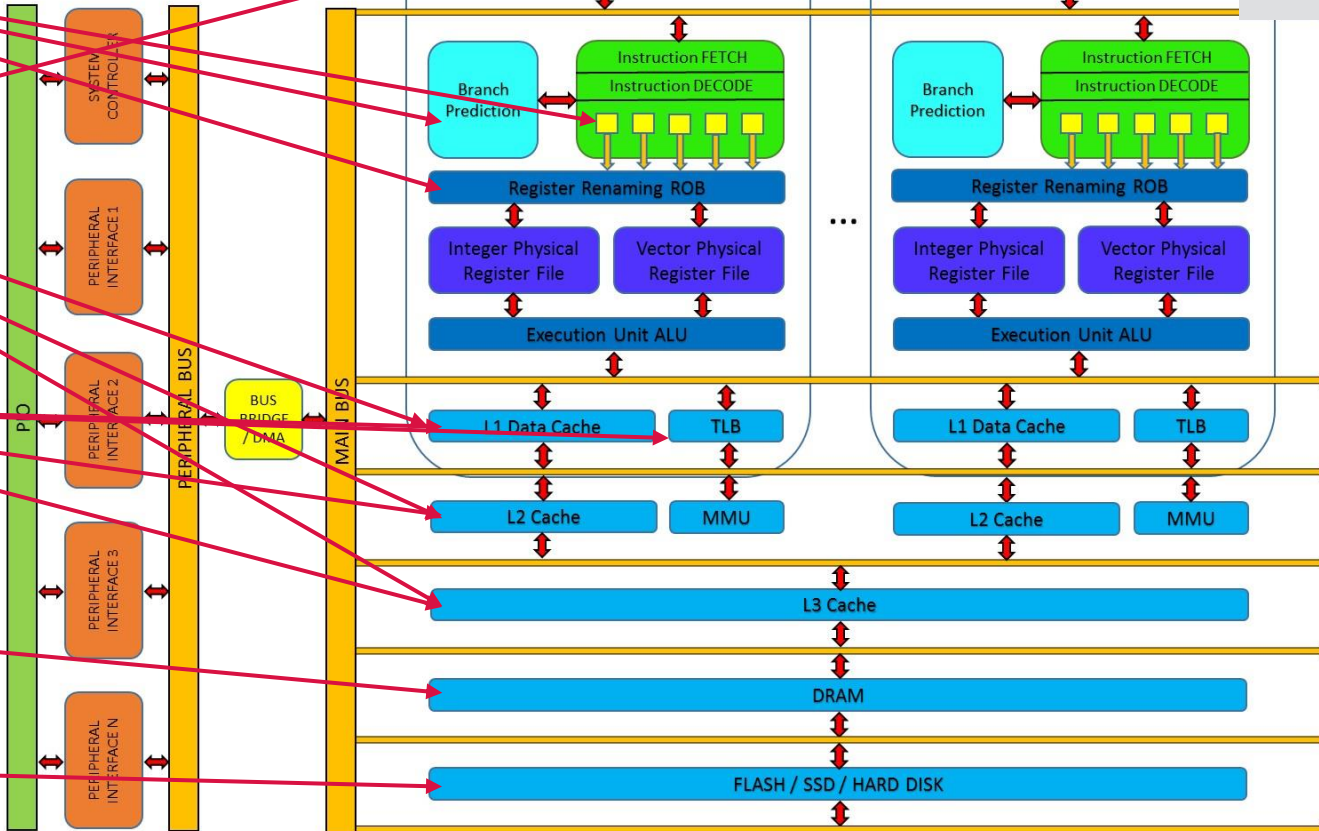 PIO
SYSTEM
CONTROLLER
PERIPHERAL
INTERFACE 1
PERIPHERAL
INTERFACE 2
PERIPHERAL
INTERFACE 3
PERIPHERAL
INTERFACE N
PERIPHERAL BUS
BUS
BRIDGE
/ DMA
MAIN BUS
Branch
Prediction
Instruction FETCH
Instruction DECODE
Register Renaming ROB
Integer Physical
Register File
Vector Physical
Register File
Execution Unit ALU
L1 Data Cache
TLB
L2 Cache
MMU
...
Branch
Prediction
Instruction FETCH
Instruction DECODE
Register Renaming ROB
Integer Physical
Register File
Vector Physical
Register File
Execution Unit ALU
L1 Data Cache
TLB
L2 Cache
MMU
L3 Cache
DRAM
FLASH / SSD / HARD DISK